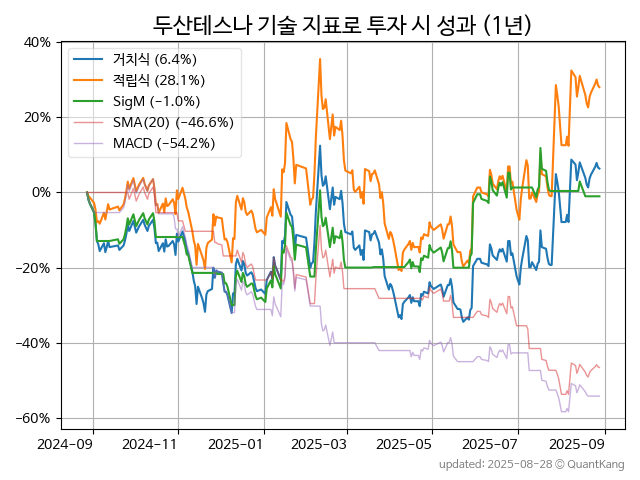 두산테스나 기술 지표로 투자 시 성과 (1년)
거치식 (6.4%)
적립식 (28.1%)
SigM (−1.0%)
SMA(20) (−46.6%)
MACD (−54.2%)
40%
20%
0%
−20%
−40%
−60%
2024-09 2024-11 2025-01 2025-03 2025-05 2025-07 2025-09
updated: 2025-08-28 © QuantKang